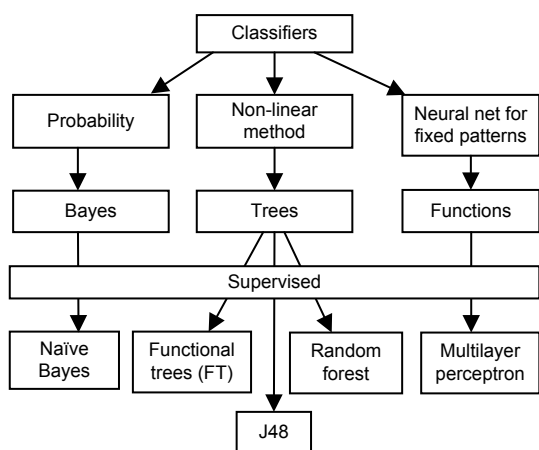 Classifiers
Probability
Non-linear
method
Neural net for
fixed patterns
Bayes
Trees
Functions
Supervised
Naïve
Bayes
Functional
trees (FT)
Random
forest
Multilayer
perceptron
J48